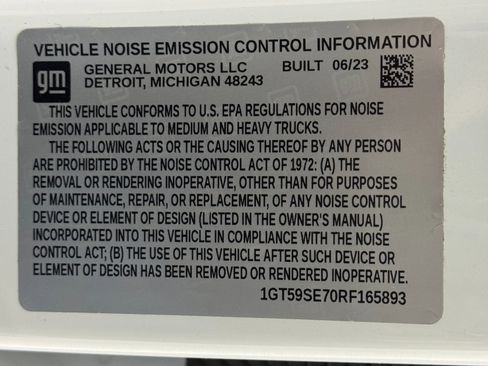 VEHICLE NOISE EMISSION CONTROL INFORMATION
gm
GENERAL MOTORS LLC BUILT 06/23
DETROIT, MICHIGAN 48243
THIS VEHICLE CONFORMS TO U.S. EPA REGULATIONS FOR NOISE
EMISSION APPLICABLE TO MEDIUM AND HEAVY TRUCKS.
THE FOLLOWING ACTS OR THE CAUSING THEREOF BY ANY PERSON
ARE PROHIBITED BY THE NOISE CONTROL ACT OF 1972: (A) THE
REMOVAL OR RENDERING INOPERATIVE, OTHER THAN FOR PURPOSES
OF MAINTENANCE, REPAIR, OR REPLACEMENT, OF ANY NOISE CONTROL
DEVICE OR ELEMENT OF DESIGN (LISTED IN THE OWNER'S MANUAL)
INCORPORATED INTO THIS VEHICLE IN COMPLIANCE WITH THE NOISE
CONTROL ACT; (B) THE USE OF THIS VEHICLE AFTER SUCH DEVICE OR
ELEMENT OF DESIGN HAS BEEN REMOVED OR RENDERED INOPERATIVE.
1GT59SE70RF165893